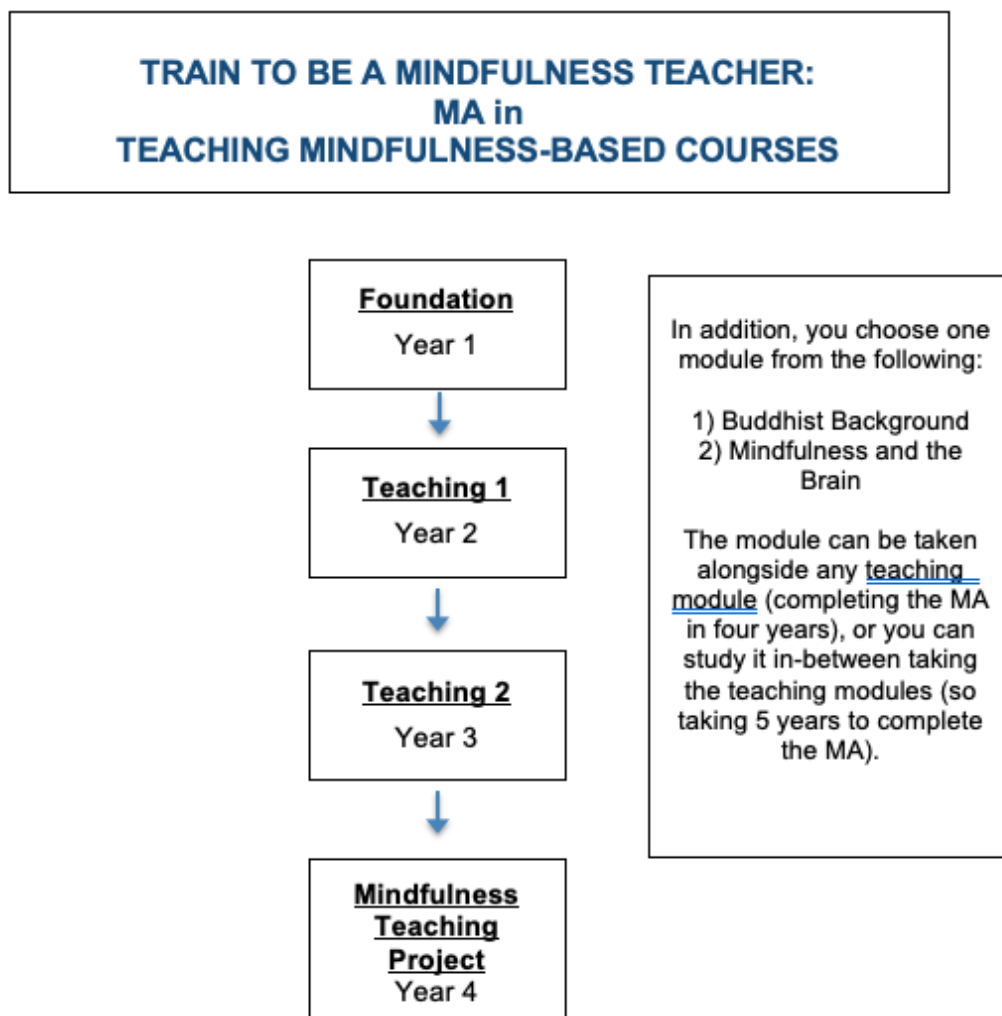 TRAIN TO BE A MINDFULNESS TEACHER:
MA in
TEACHING MINDFULNESS-BASED COURSES
Foundation
Year 1
Teaching 1
Year 2
Teaching 2
Year 3
Mindfulness
Teaching
Project
Year 4
In addition, you choose one
module from the following:
1) Buddhist Background
2) Mindfulness and the
Brain
The module can be taken
alongside any teaching
module (completing the MA
in four years), or you can
study it in-between taking
the teaching modules (so
taking 5 years to complete
the MA).